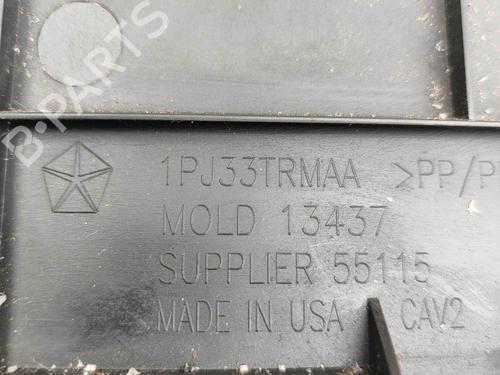 B-PARTS
1PJ33TRMAA >PP/P
MOLD 13437
SUPPLIER 55115
MADE IN USA CAV2